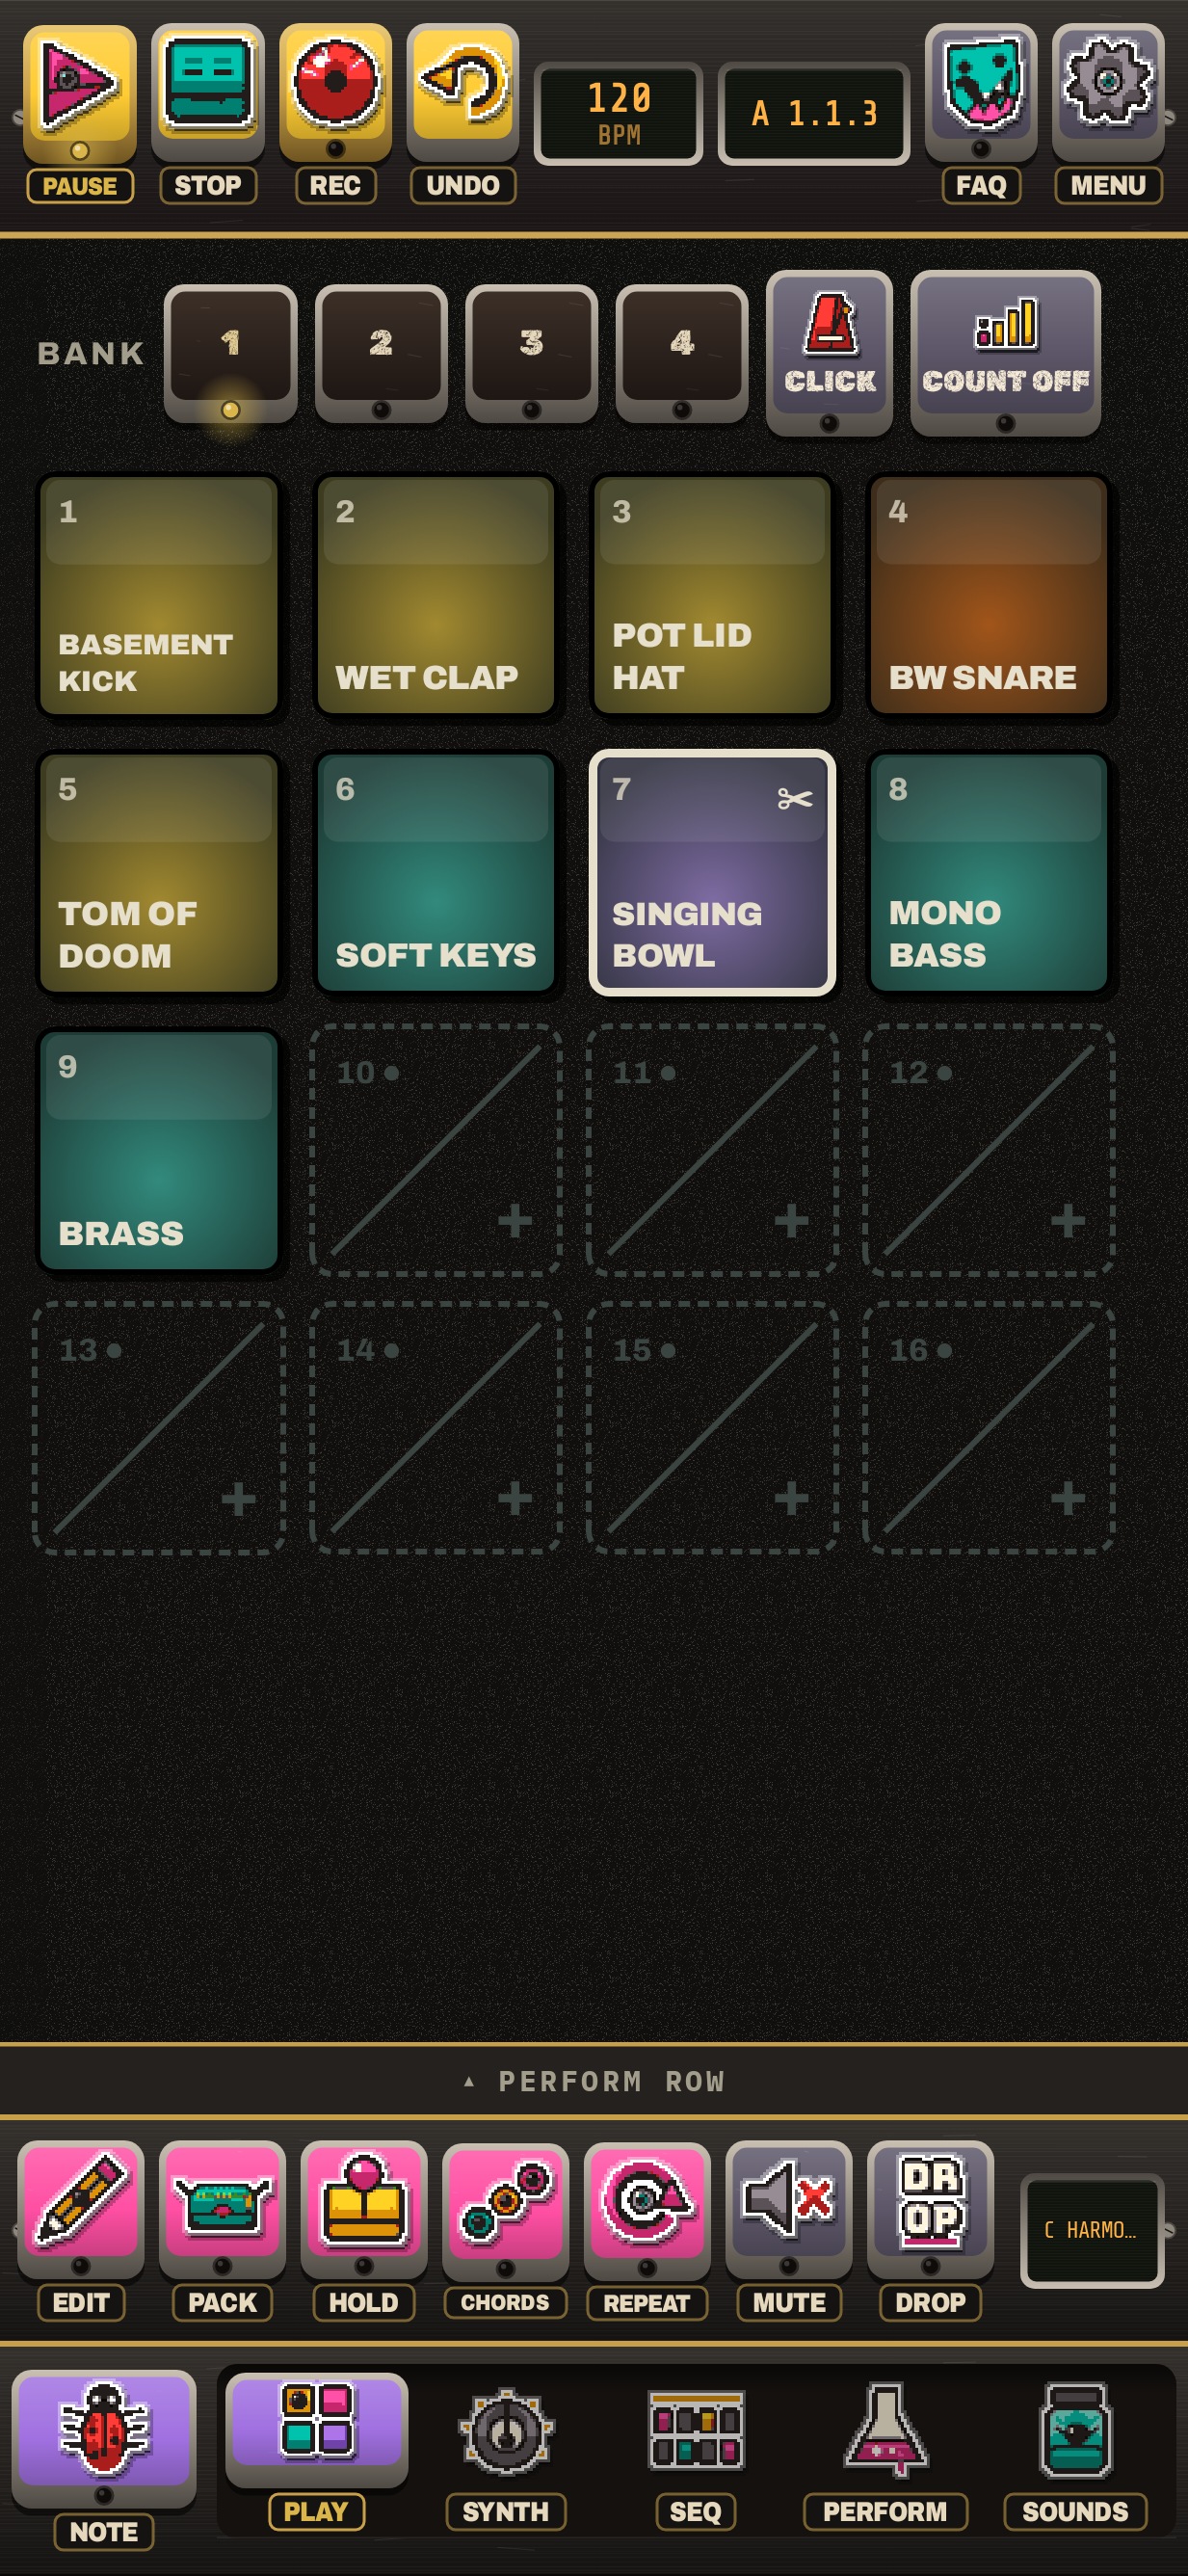 120
BPM
A 1.1.3
PAUSE
STOP
REC
UNDO
FAQ
MENU
BANK
1
2
3
4
CLICK
COUNT OFF
1
BASEMENT
KICK
2
WET CLAP
3
POT LID
HAT
4
BW SNARE
5
TOM OF
DOOM
6
SOFT KEYS
7
SINGING
BOWL
8
MONO
BASS
9
BRASS
10
11
12
13
14
15
16
▲ PERFORM ROW
DR
OP
C HARMO…
EDIT
PACK
HOLD
CHORDS
REPEAT
MUTE
DROP
NOTE
PLAY
SYNTH
SEQ
PERFORM
SOUNDS